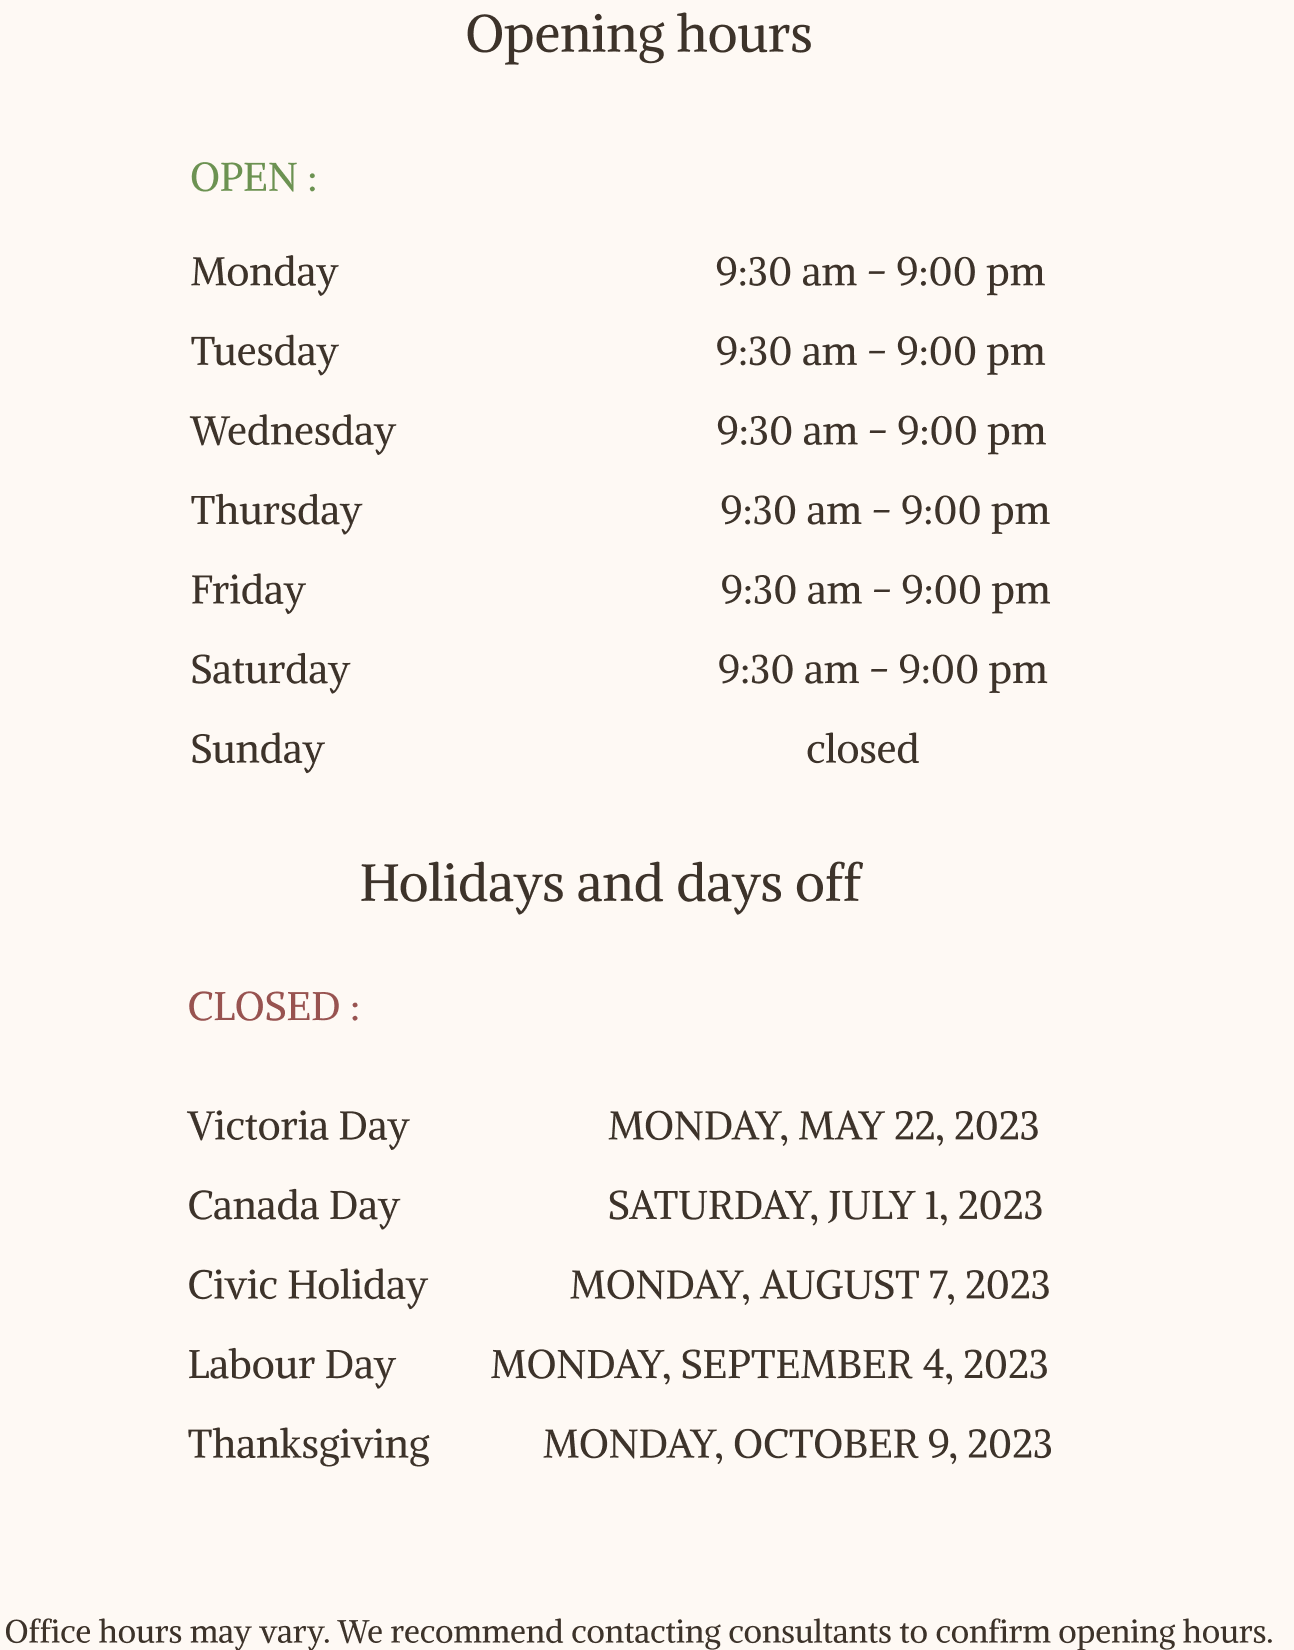 Opening hours
OPEN :
Monday 9:30 am – 9:00 pm
Tuesday 9:30 am – 9:00 pm
Wednesday 9:30 am – 9:00 pm
Thursday 9:30 am – 9:00 pm
Friday 9:30 am – 9:00 pm
Saturday 9:30 am – 9:00 pm
Sunday closed
Holidays and days off
CLOSED :
Victoria Day MONDAY, MAY 22, 2023
Canada Day SATURDAY, JULY 1, 2023
Civic Holiday MONDAY, AUGUST 7, 2023
Labour Day MONDAY, SEPTEMBER 4, 2023
Thanksgiving MONDAY, OCTOBER 9, 2023
Office hours may vary. We recommend contacting consultants to confirm opening hours.